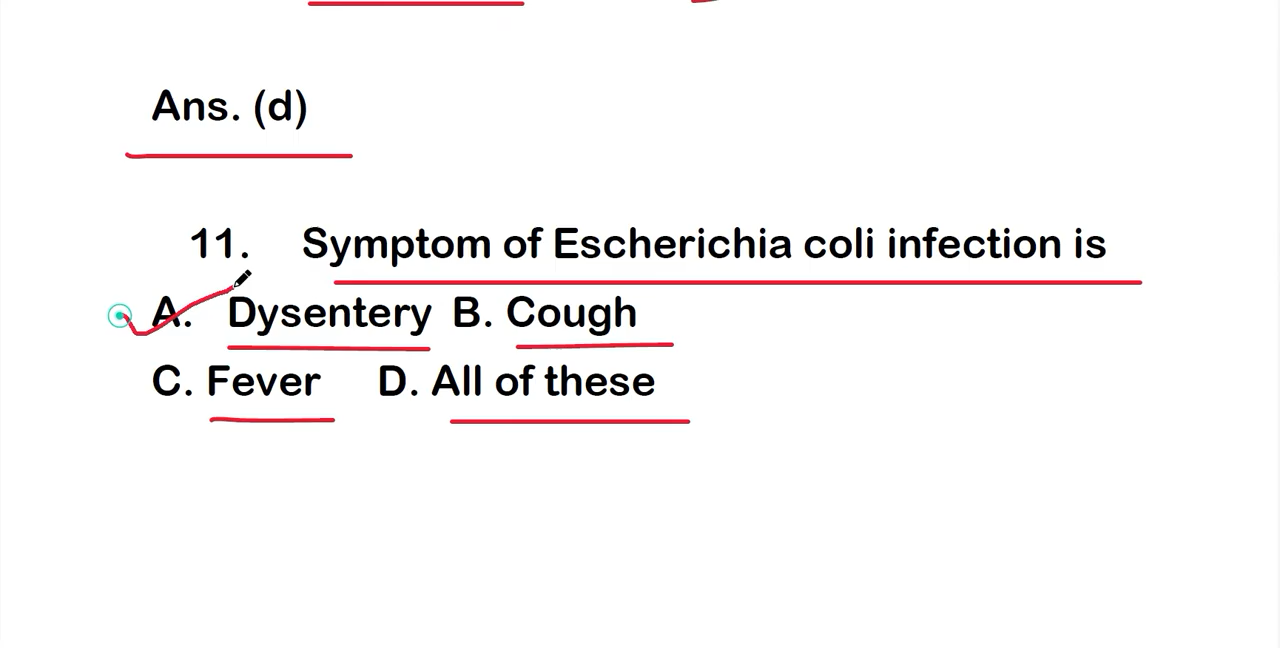 Ans. (d)
11. Symptom of Escherichia coli infection is
A. Dysentery B. Cough
C. Fever D. All of these